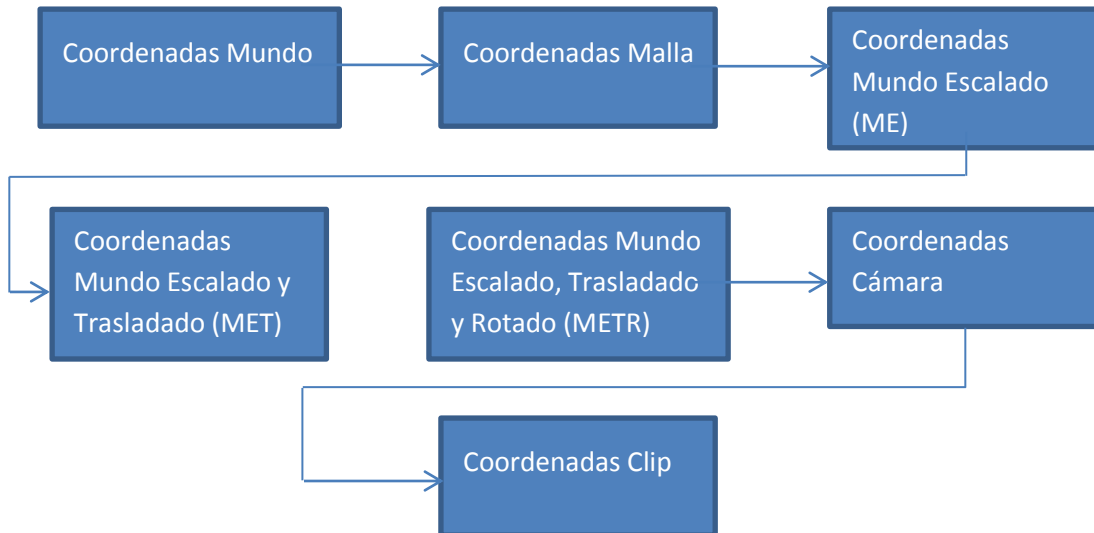 Coordenadas Mundo
Coordenadas Malla
Coordenadas
Mundo Escalado
(ME)
Coordenadas
Mundo Escalado y
Trasladado (MET)
Coordenadas Mundo
Escalado, Trasladado
y Rotado (METR)
Coordenadas
Cámara
Coordenadas Clip